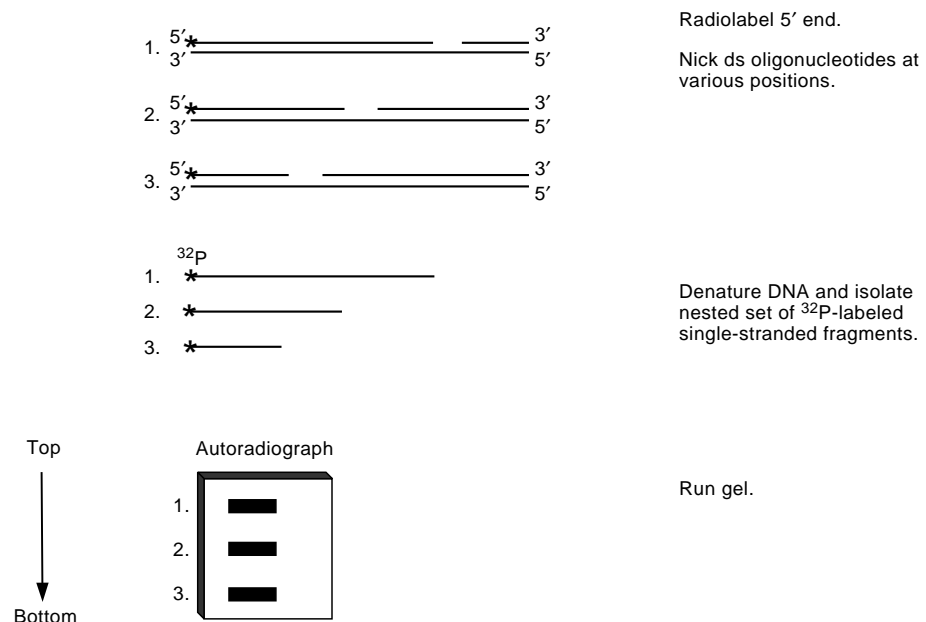 Radiolabel 5′ end.
Nick ds oligonucleotides at
various positions.
1. 5′ 3′
3′ 5′
2. 5′ 3′
3′ 5′
3. 5′ 3′
3′ 5′
32P
1.
2.
3.
Denature DNA and isolate
nested set of 32P-labeled
single-stranded fragments.
Top
Autoradiograph
Run gel.
1.
2.
3.
Bottom